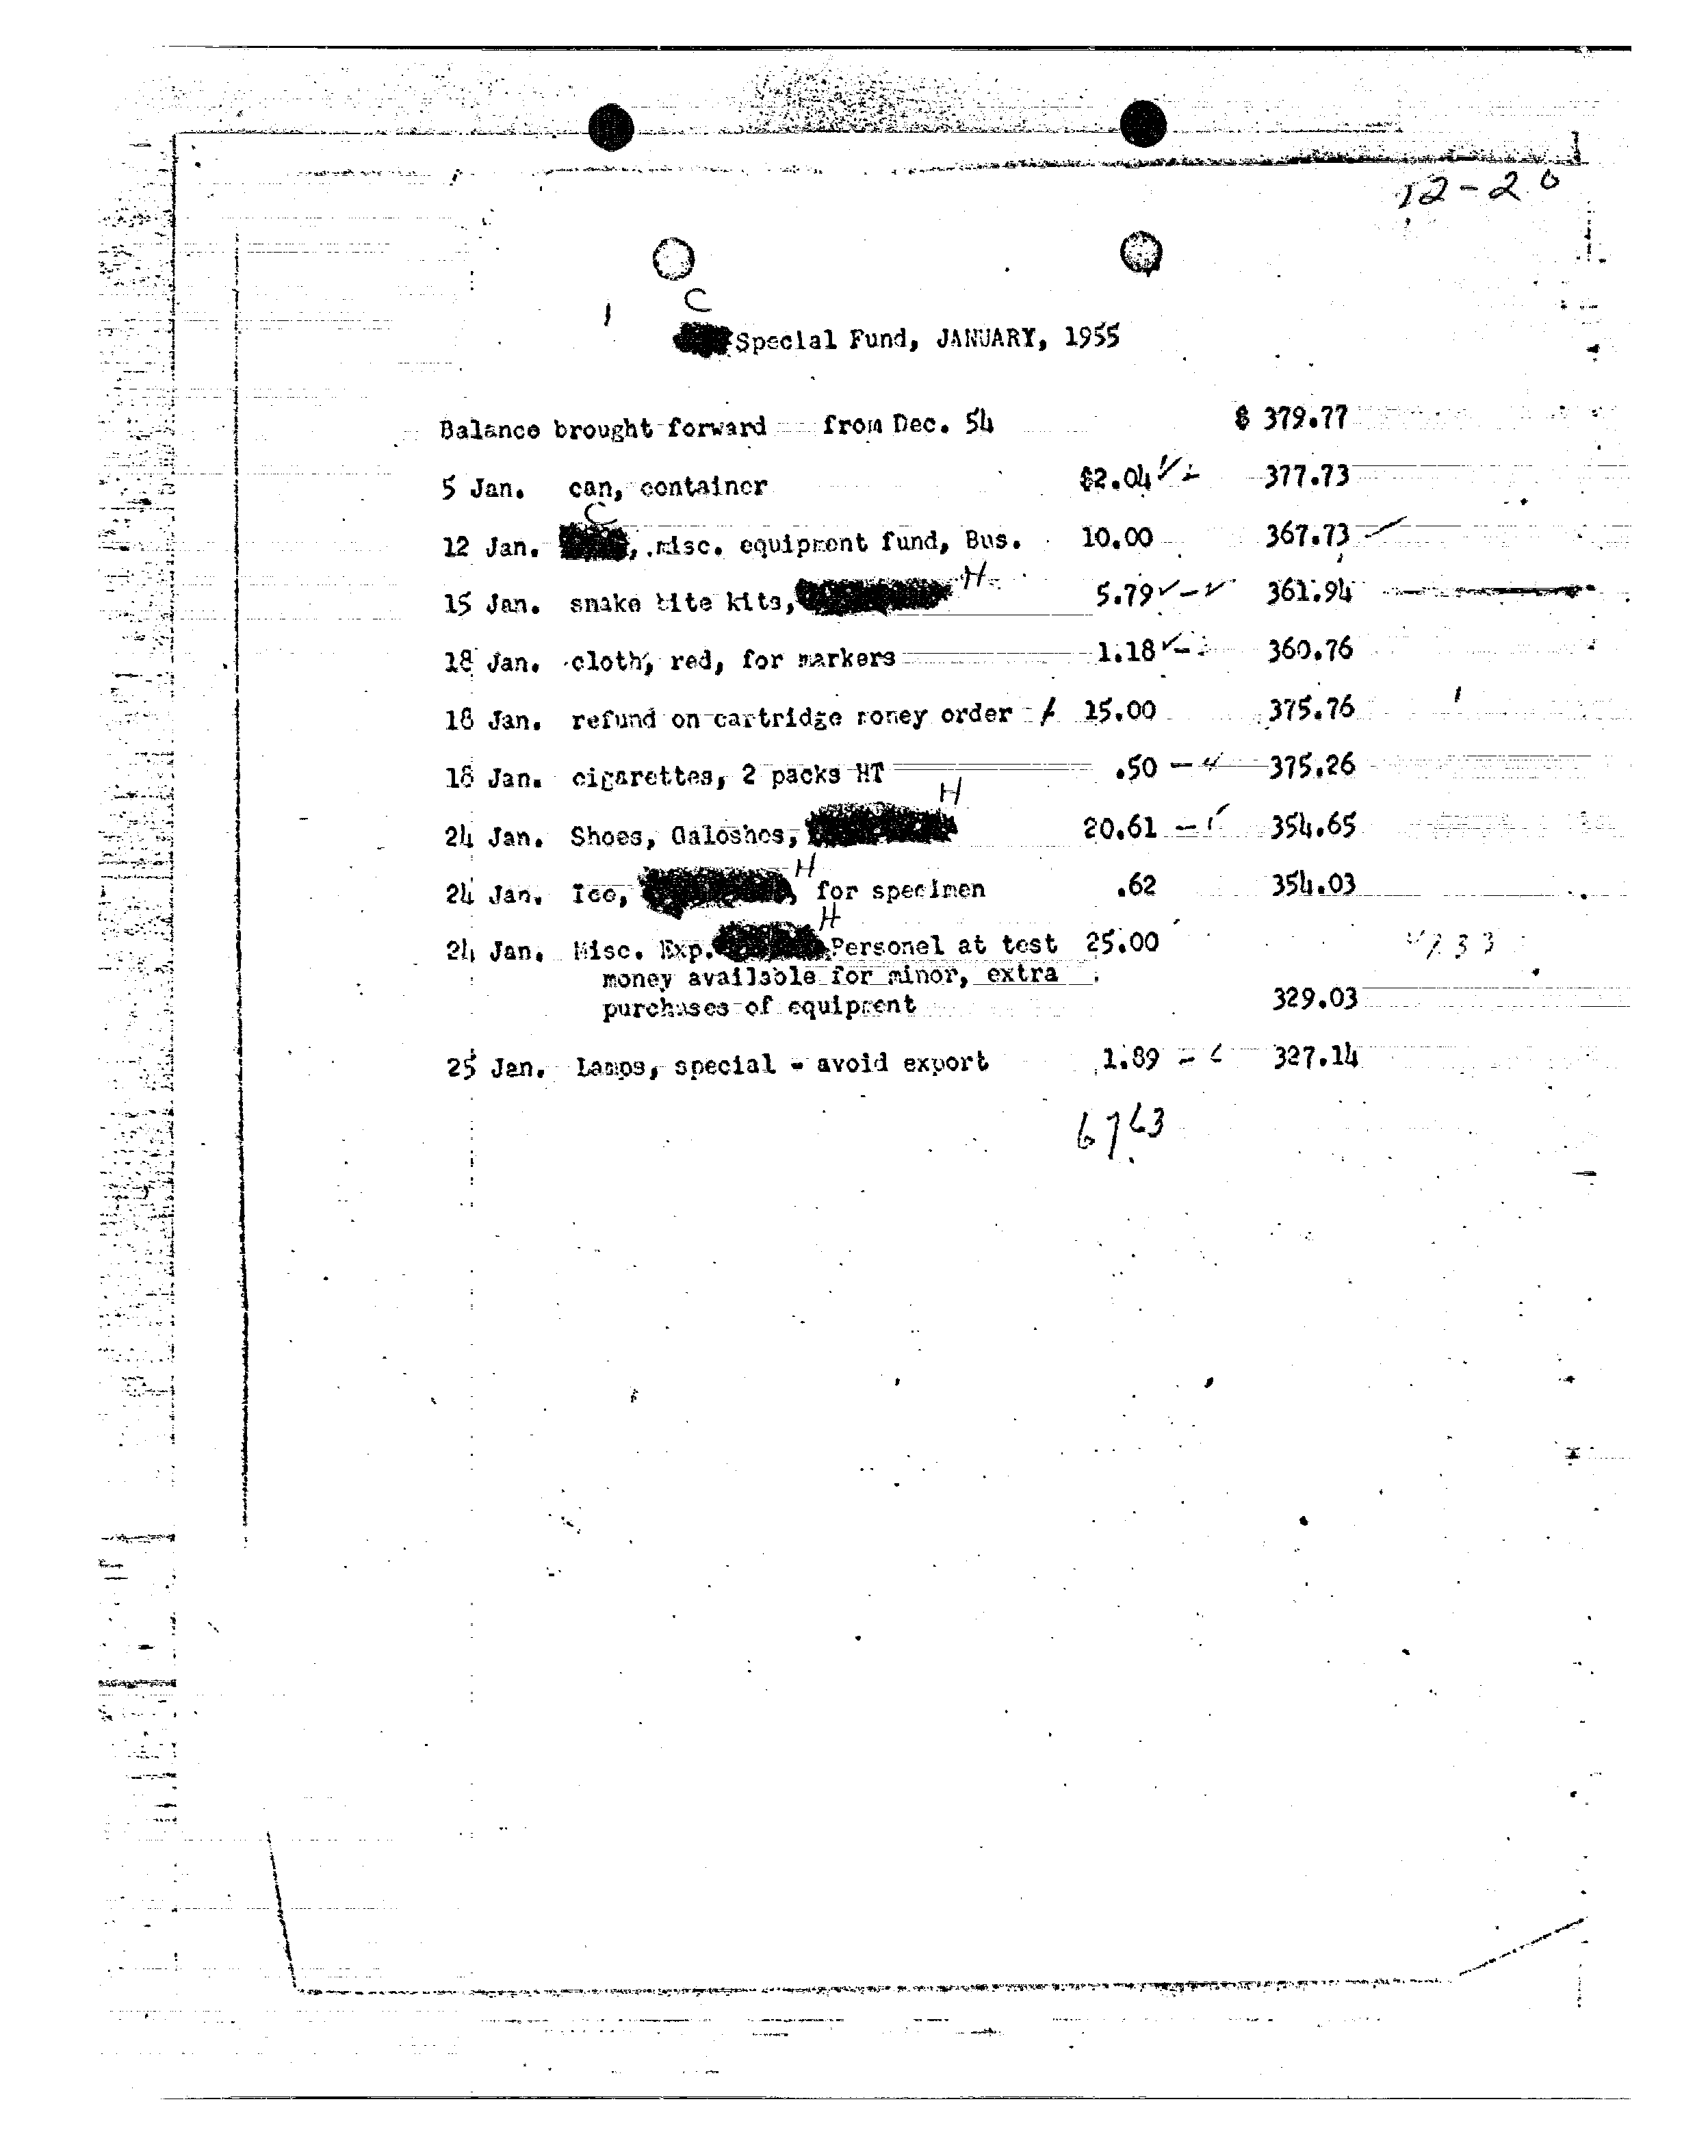 12-20
C
Special Fund, JANUARY, 1955
Balance brought forward from Dec. 54 $ 379.77
5 Jan. can, container $2.04 377.73
C
12 Jan. , misc. equipment fund, Bus. 10.00 367.73
15 Jan. snake bite kits, H 5.79 361.94
18 Jan. cloth, red, for markers 1.18 360.76
18 Jan. refund on cartridge money order / 15.00 375.76
18 Jan. cigarettes, 2 packs HT .50 375.26
H
24 Jan. Shoes, Galoshes, 20.61 354.65
H
24 Jan. Ice, , for specimen .62 354.03
H
24 Jan. Misc. Exp. Personel at test 25.00
money available for minor, extra
purchases of equipment 329.03
25 Jan. Lamps, special - avoid export 1.89 327.14
6763